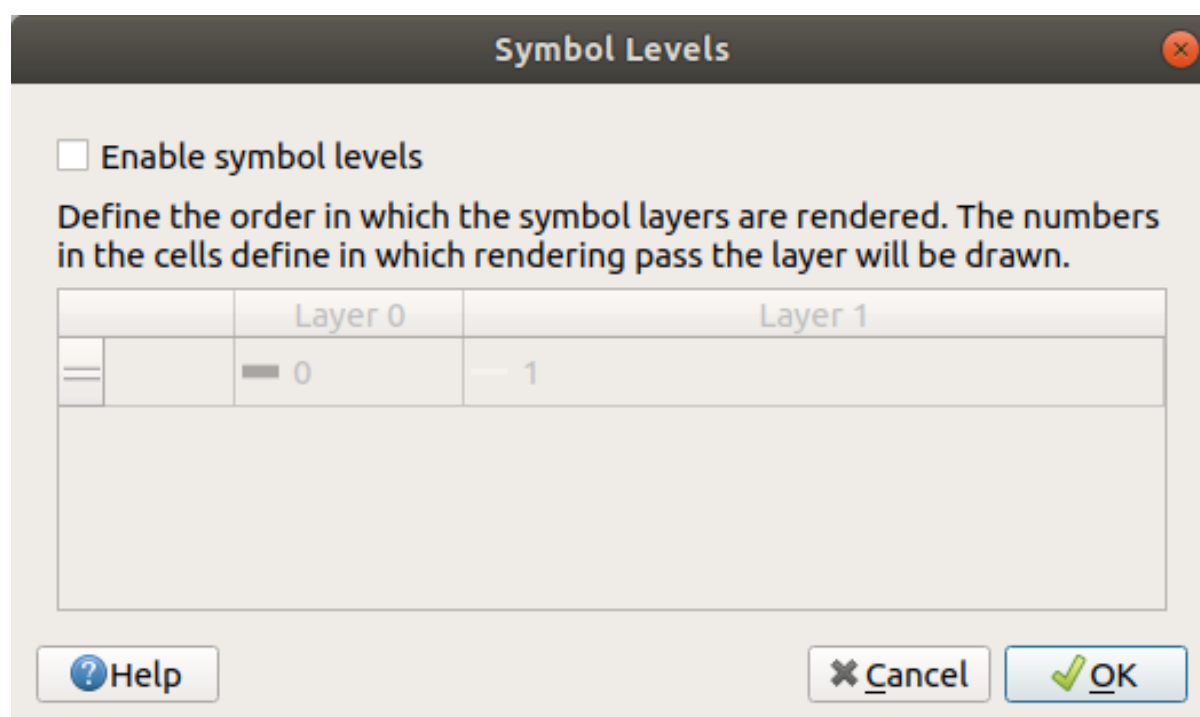 Symbol Levels
Enable symbol levels
Define the order in which the symbol layers are rendered. The numbers
in the cells define in which rendering pass the layer will be drawn.
Layer 0 Layer 1
0 1
Help Cancel OK